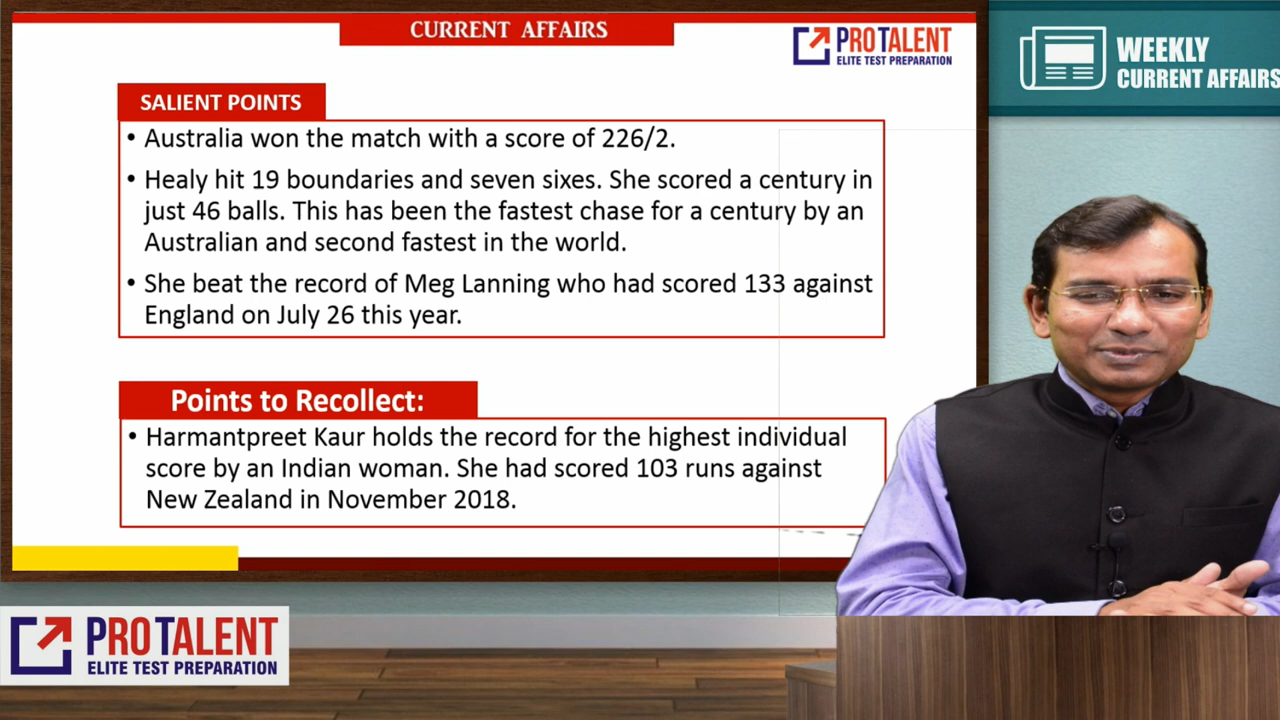 CURRENT AFFAIRS
PROTALENT
ELITE TEST PREPARATION
WEEKLY
CURRENT AFFAIRS
SALIENT POINTS
• Australia won the match with a score of 226/2.
• Healy hit 19 boundaries and seven sixes. She scored a century in
just 46 balls. This has been the fastest chase for a century by an
Australian and second fastest in the world.
• She beat the record of Meg Lanning who had scored 133 against
England on July 26 this year.
Points to Recollect:
• Harmantpreet Kaur holds the record for the highest individual
score by an Indian woman. She had scored 103 runs against
New Zealand in November 2018.
PROTALENT
ELITE TEST PREPARATION